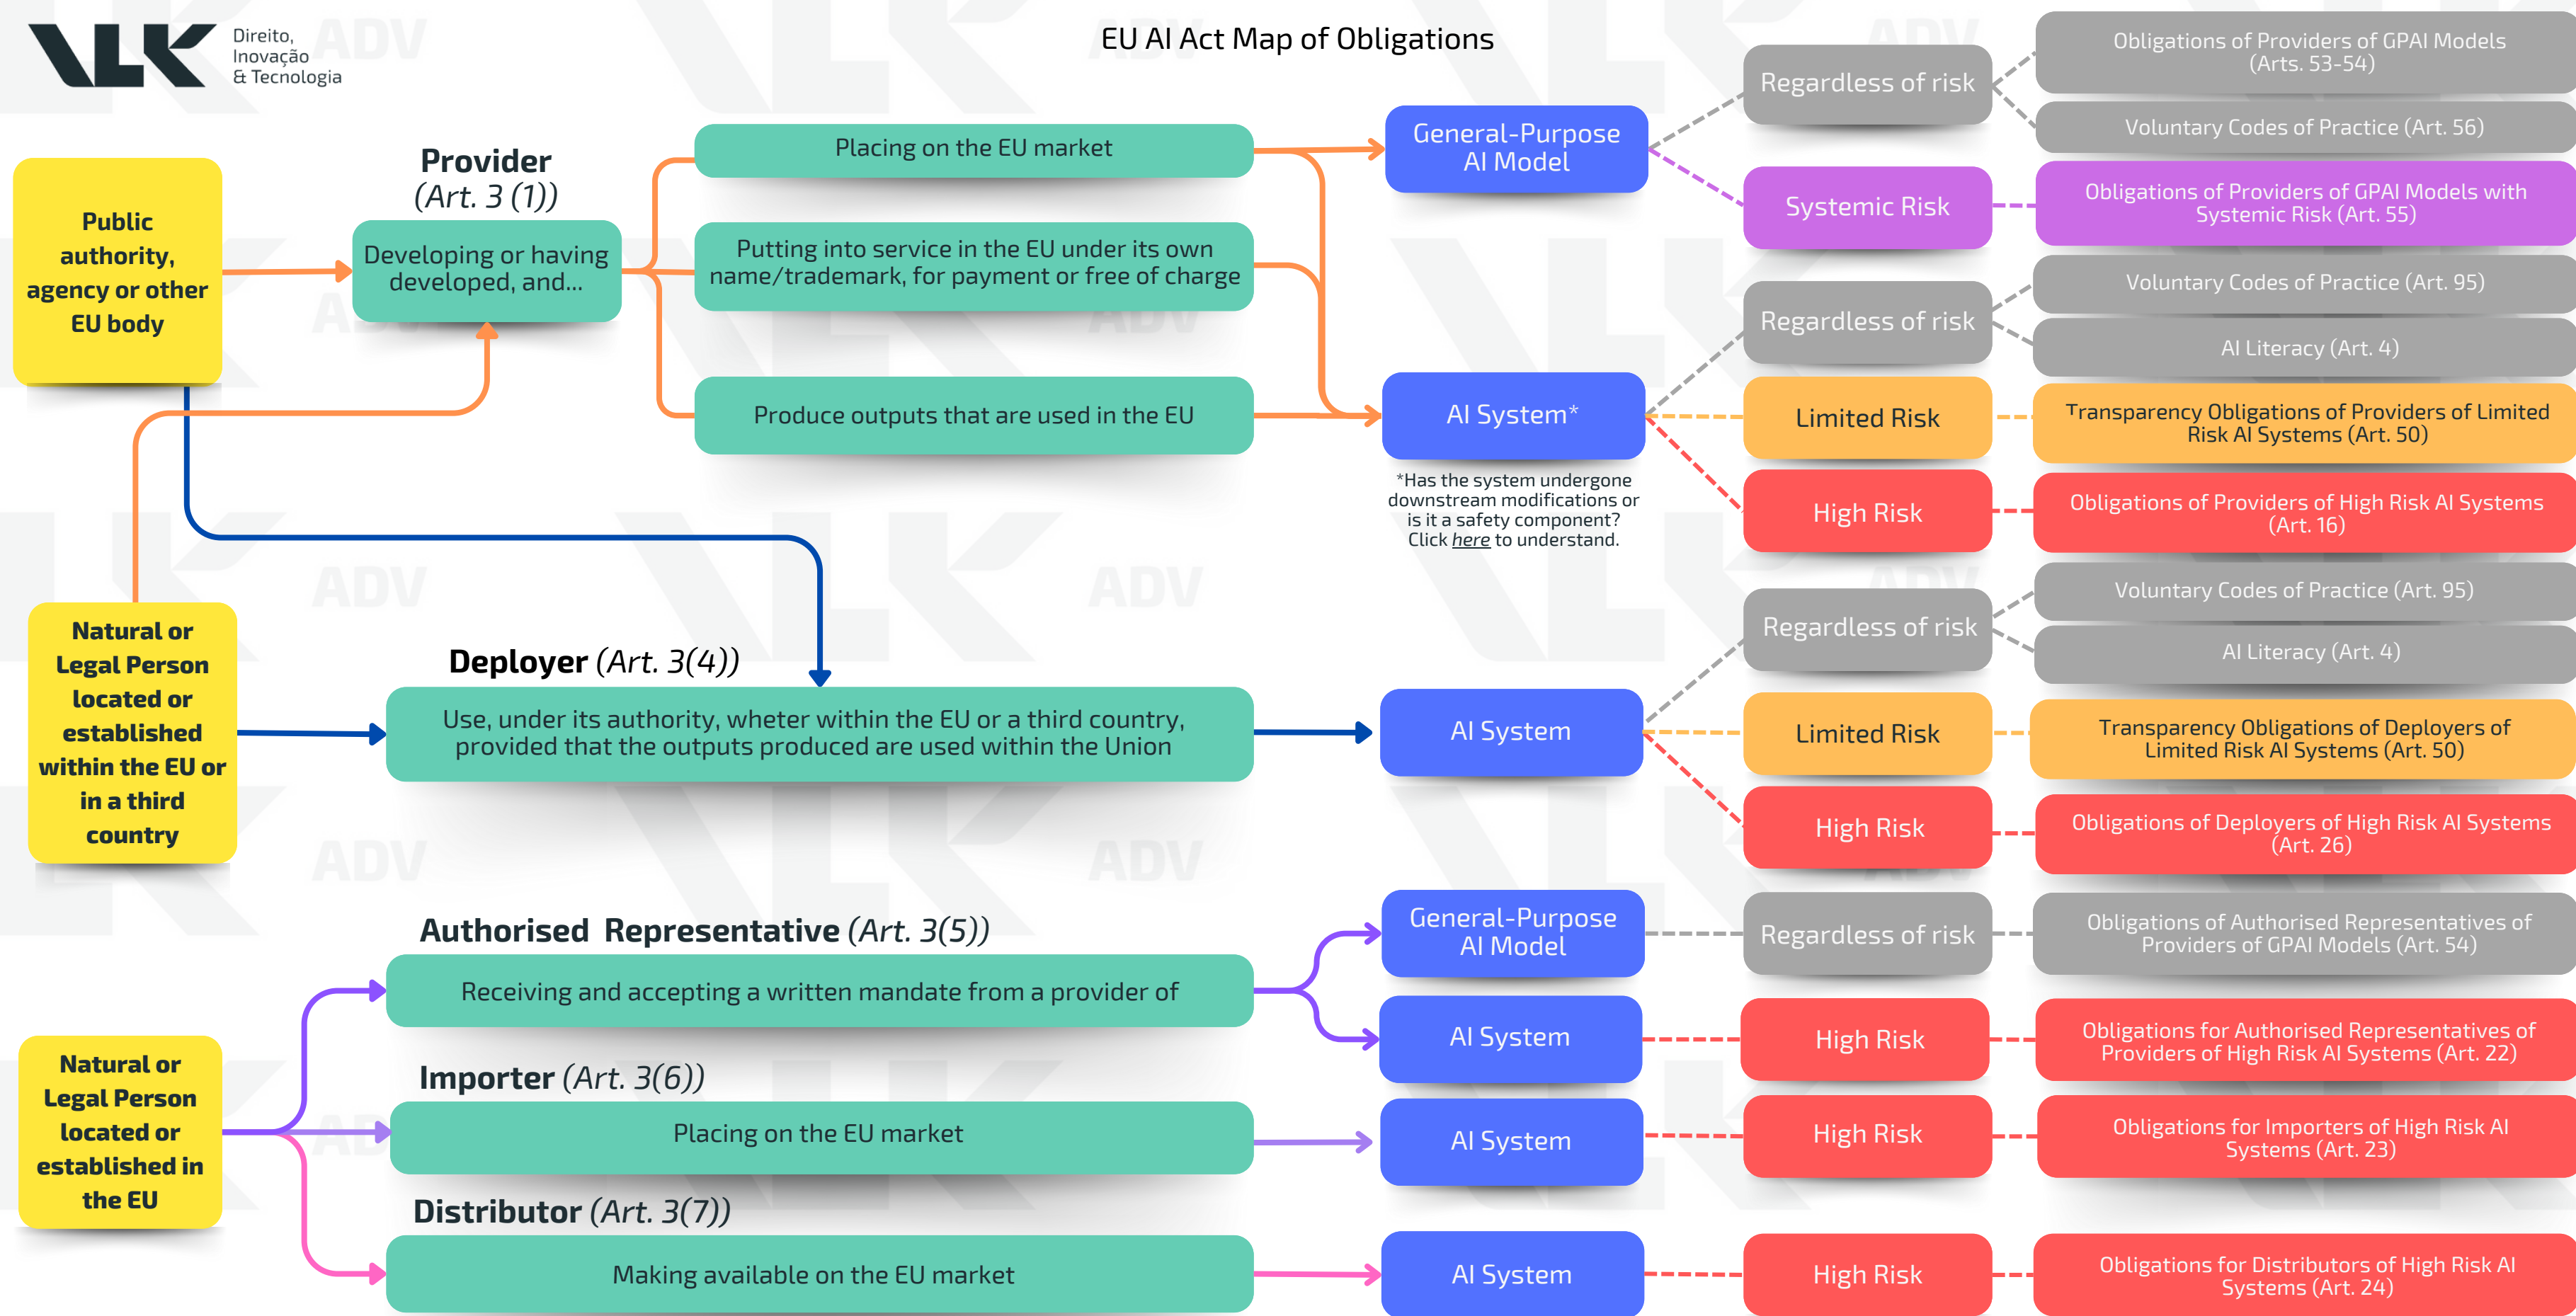 VLK
Direito,
Inovação
& Tecnologia
EU AI Act Map of Obligations
Public
authority,
agency or other
EU body
Provider
(Art. 3 (1))
Developing or having
developed, and...
Placing on the EU market
Putting into service in the EU under its own
name/trademark, for payment or free of charge
Produce outputs that are used in the EU
General-Purpose
AI Model
Regardless of risk
Obligations of Providers of GPAI Models
(Arts. 53-54)
Voluntary Codes of Practice (Art. 56)
Systemic Risk
Obligations of Providers of GPAI Models with
Systemic Risk (Art. 55)
AI System*
*Has the system undergone
downstream modifications or
is it a safety component?
Click here to understand.
Regardless of risk
Voluntary Codes of Practice (Art. 95)
AI Literacy (Art. 4)
Limited Risk
Transparency Obligations of Providers of Limited
Risk AI Systems (Art. 50)
High Risk
Obligations of Providers of High Risk AI Systems
(Art. 16)
Natural or
Legal Person
located or
established
within the EU or
in a third
country
Deployer (Art. 3(4))
Use, under its authority, wheter within the EU or a third country,
provided that the outputs produced are used within the Union
AI System
Regardless of risk
Voluntary Codes of Practice (Art. 95)
AI Literacy (Art. 4)
Limited Risk
Transparency Obligations of Deployers of
Limited Risk AI Systems (Art. 50)
High Risk
Obligations of Deployers of High Risk AI Systems
(Art. 26)
Natural or
Legal Person
located or
established in
the EU
Authorised Representative (Art. 3(5))
Receiving and accepting a written mandate from a provider of
General-Purpose
AI Model
Regardless of risk
Obligations of Authorised Representatives of
Providers of GPAI Models (Art. 54)
AI System
High Risk
Obligations for Authorised Representatives of
Providers of High Risk AI Systems (Art. 22)
Importer (Art. 3(6))
Placing on the EU market
AI System
High Risk
Obligations for Importers of High Risk AI
Systems (Art. 23)
Distributor (Art. 3(7))
Making available on the EU market
AI System
High Risk
Obligations for Distributors of High Risk AI
Systems (Art. 24)